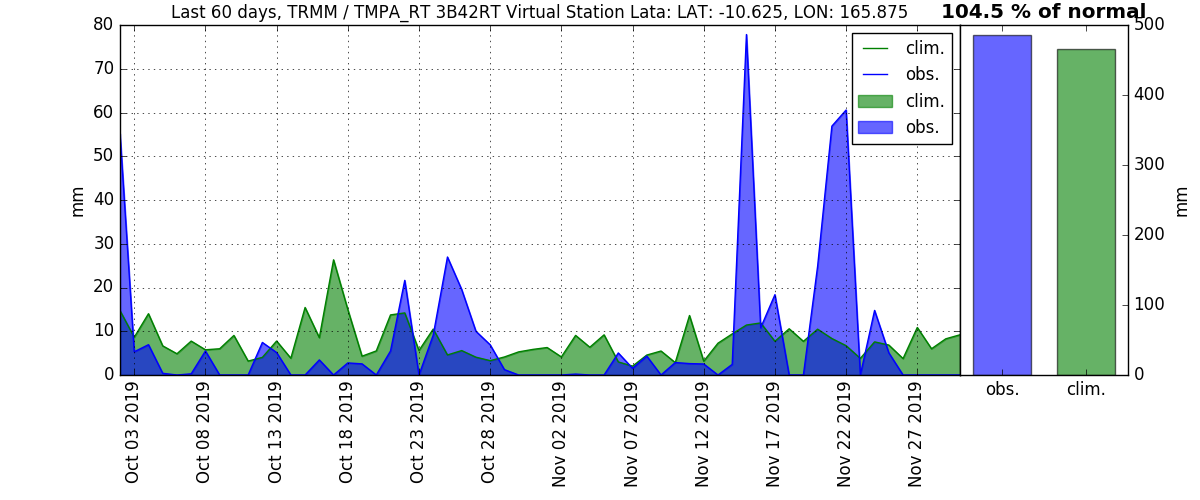 Last 60 days, TRMM / TMPA_RT 3B42RT Virtual Station Lata: LAT: -10.625, LON: 165.875
104.5 % of normal
80
70
60
50
40
30
20
10
0
mm
clim.
obs.
clim.
obs.
500
400
300
200
100
0
mm
obs.
clim.
Oct 03 2019
Oct 08 2019
Oct 13 2019
Oct 18 2019
Oct 23 2019
Oct 28 2019
Nov 02 2019
Nov 07 2019
Nov 12 2019
Nov 17 2019
Nov 22 2019
Nov 27 2019